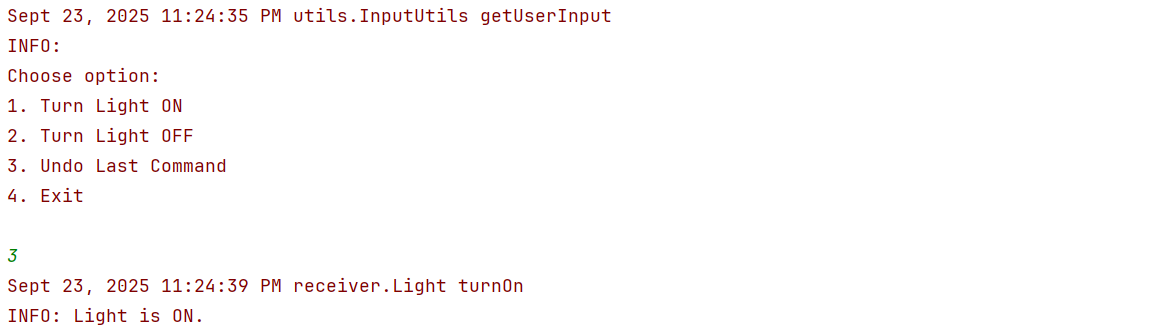 Sept 23, 2025 11:24:35 PM utils.InputUtils getUserInput
INFO:
Choose option:
1. Turn Light ON
2. Turn Light OFF
3. Undo Last Command
4. Exit
3
Sept 23, 2025 11:24:39 PM receiver.Light turnOn
INFO: Light is ON.